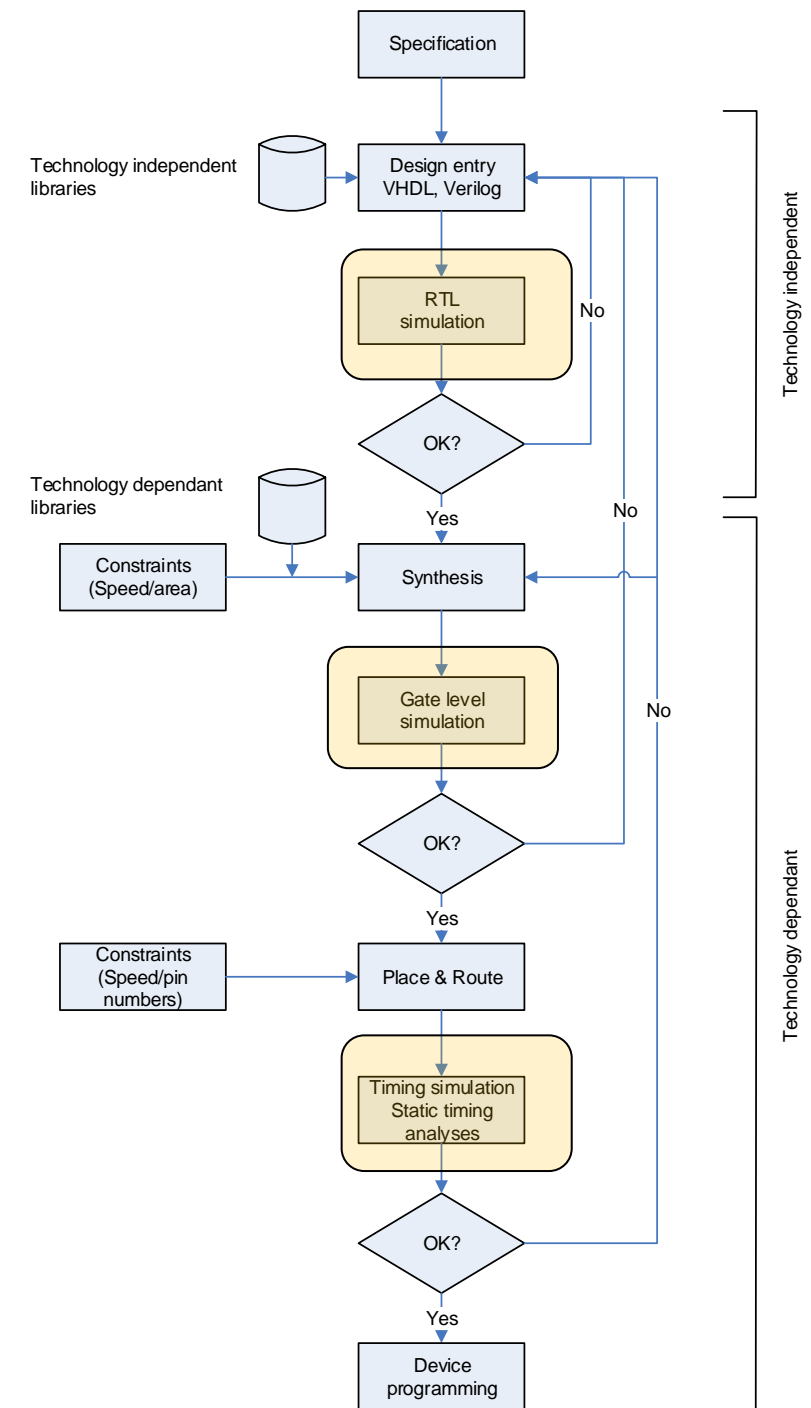 Specification
Technology independent
libraries
Design entry
VHDL, Verilog
Technology independent
RTL
simulation
No
OK?
Technology dependant
libraries
Yes
No
Constraints
(Speed/area)
Synthesis
Gate level
simulation
No
OK?
Technology dependant
Yes
Constraints
(Speed/pin
numbers)
Place & Route
Timing simulation
Static timing
analyses
OK?
Yes
Device
programming